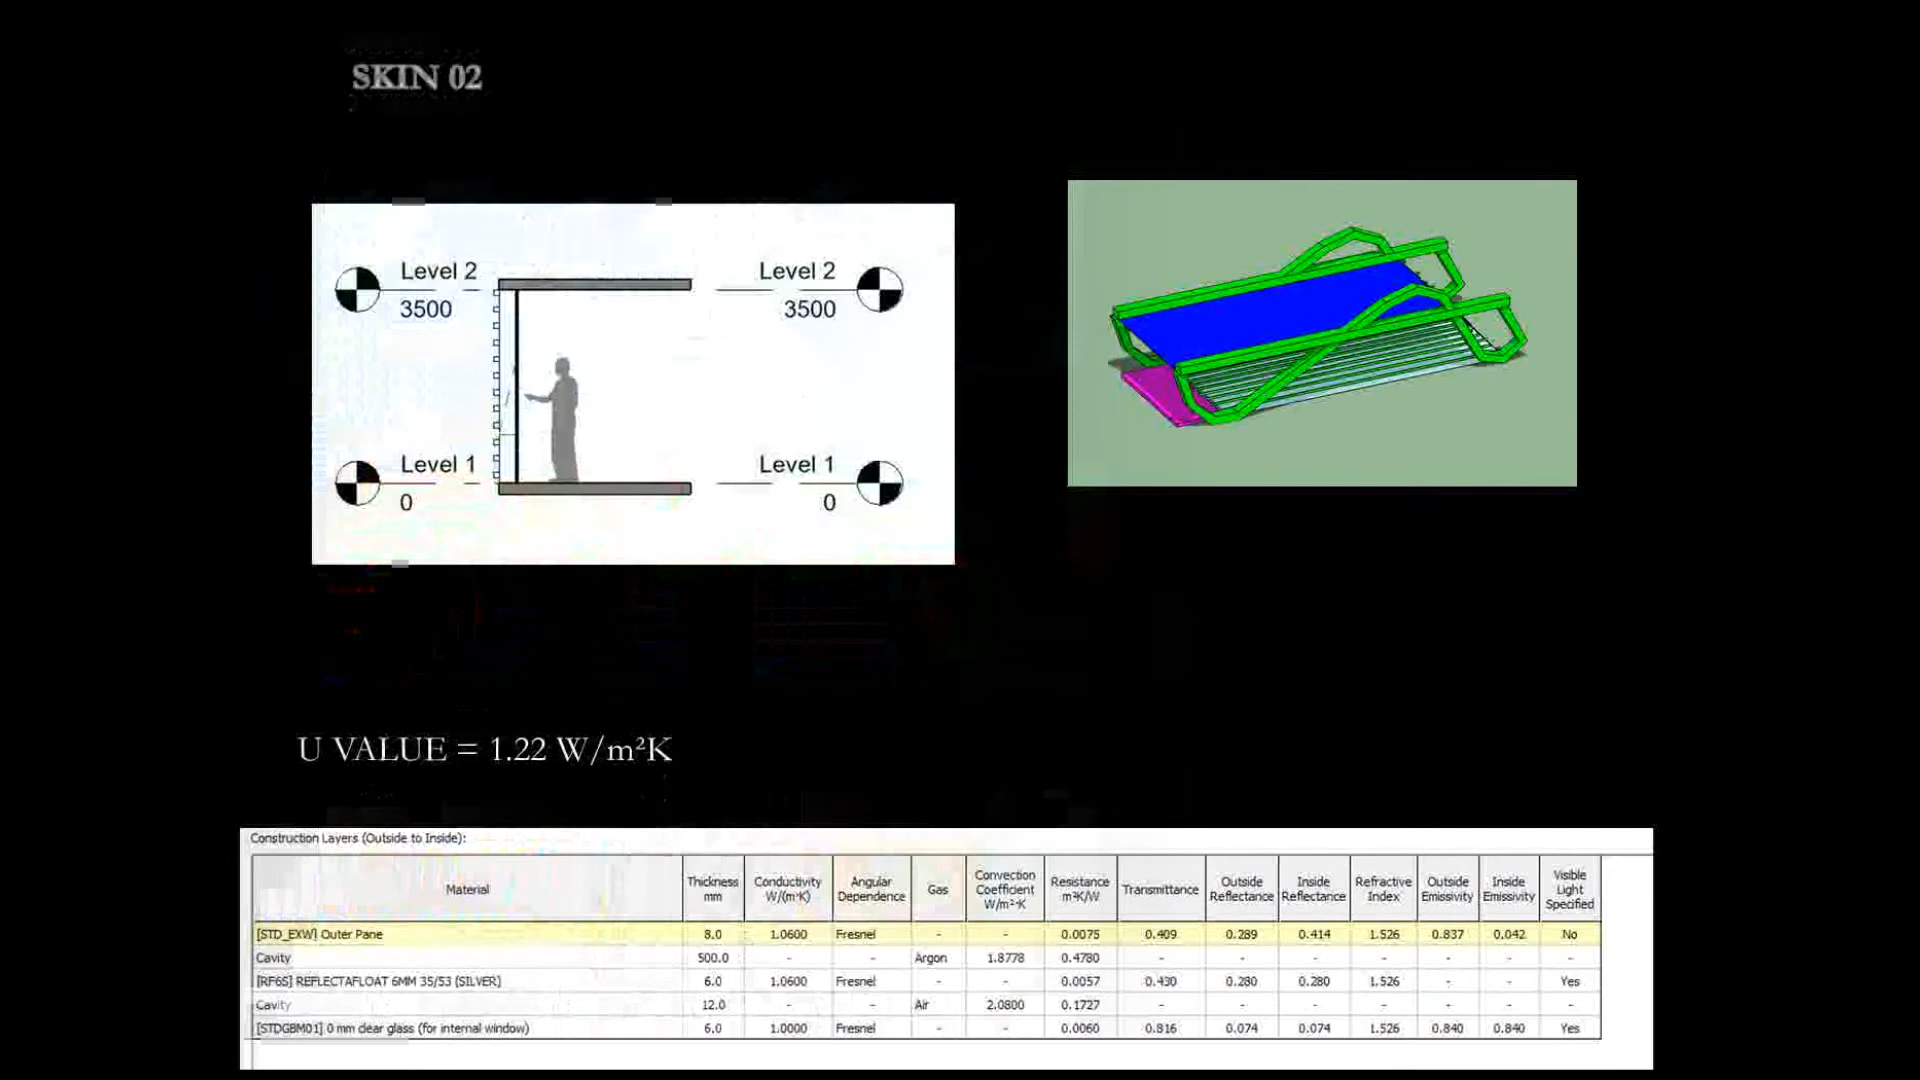 SKIN 02
Level 2
3500
Level 2
3500
Level 1
0
Level 1
0
U VALUE = 1.22 W/m²K
Construction Layers (Outside to Inside):
Material Thickness mm Conductivity W/(m·K) Angular Dependence Gas Convection Coefficient W/m²·K Resistance m²K/W Transmittance Outside Reflectance Inside Reflectance Refractive Index Outside Emissivity Inside Emissivity Visible Light Specified
[STD_EXW] Outer Pane 8.0 1.0600 Fresnel - - 0.0075 0.409 0.289 0.414 1.526 0.837 0.042 No
Cavity 500.0 - - Argon 1.8778 0.4780 - - - - - - -
[RF6S] REFLECTAFLOAT 6MM 35/53 (SILVER) 6.0 1.0600 Fresnel - - 0.0057 0.430 0.280 0.280 1.526 - - Yes
Cavity 12.0 - - Air 2.0800 0.1727 - - - - - - -
[STDGBM01] 0 mm clear glass (for internal window) 6.0 1.0000 Fresnel - - 0.0060 0.816 0.074 0.074 1.526 0.840 0.840 Yes